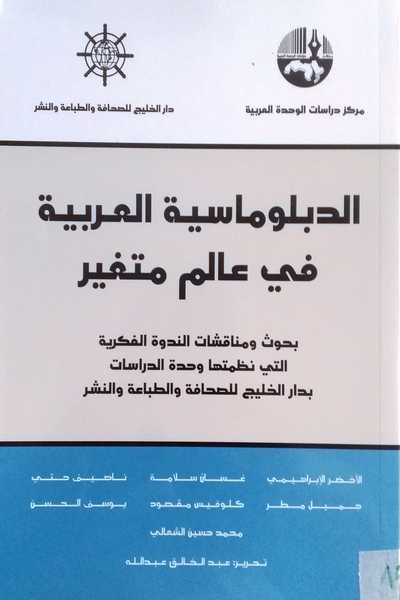 مركز دراسات الوحدة العربية
دار الخليج للصحافة والطباعة والنشر
الدبلوماسية العربية
في عالم متغير
بحوث ومناقشات الندوة الفكرية
التي نظمتها وحدة الدراسات
بدار الخليج للصحافة والطباعة والنشر
الأخضر الإبراهيمي غسان سلامة ناصيف حتي
جميل مطر كلوفيس مقصود يوسف الحسن
محمد حسين الشعالي
تحرير: عبد الخالق عبدالله